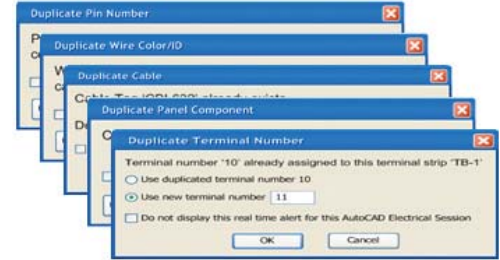 Duplicate Pin Number
P
Duplicate Wire Color/ID
W
Duplicate Cable
Duplicate Panel Component
C
Duplicate Terminal Number
Terminal number '10' already assigned to this terminal strip 'TB-1'
Use duplicated terminal number 10
Use new terminal number 11
Do not display this real time alert for this AutoCAD Electrical Session
OK Cancel